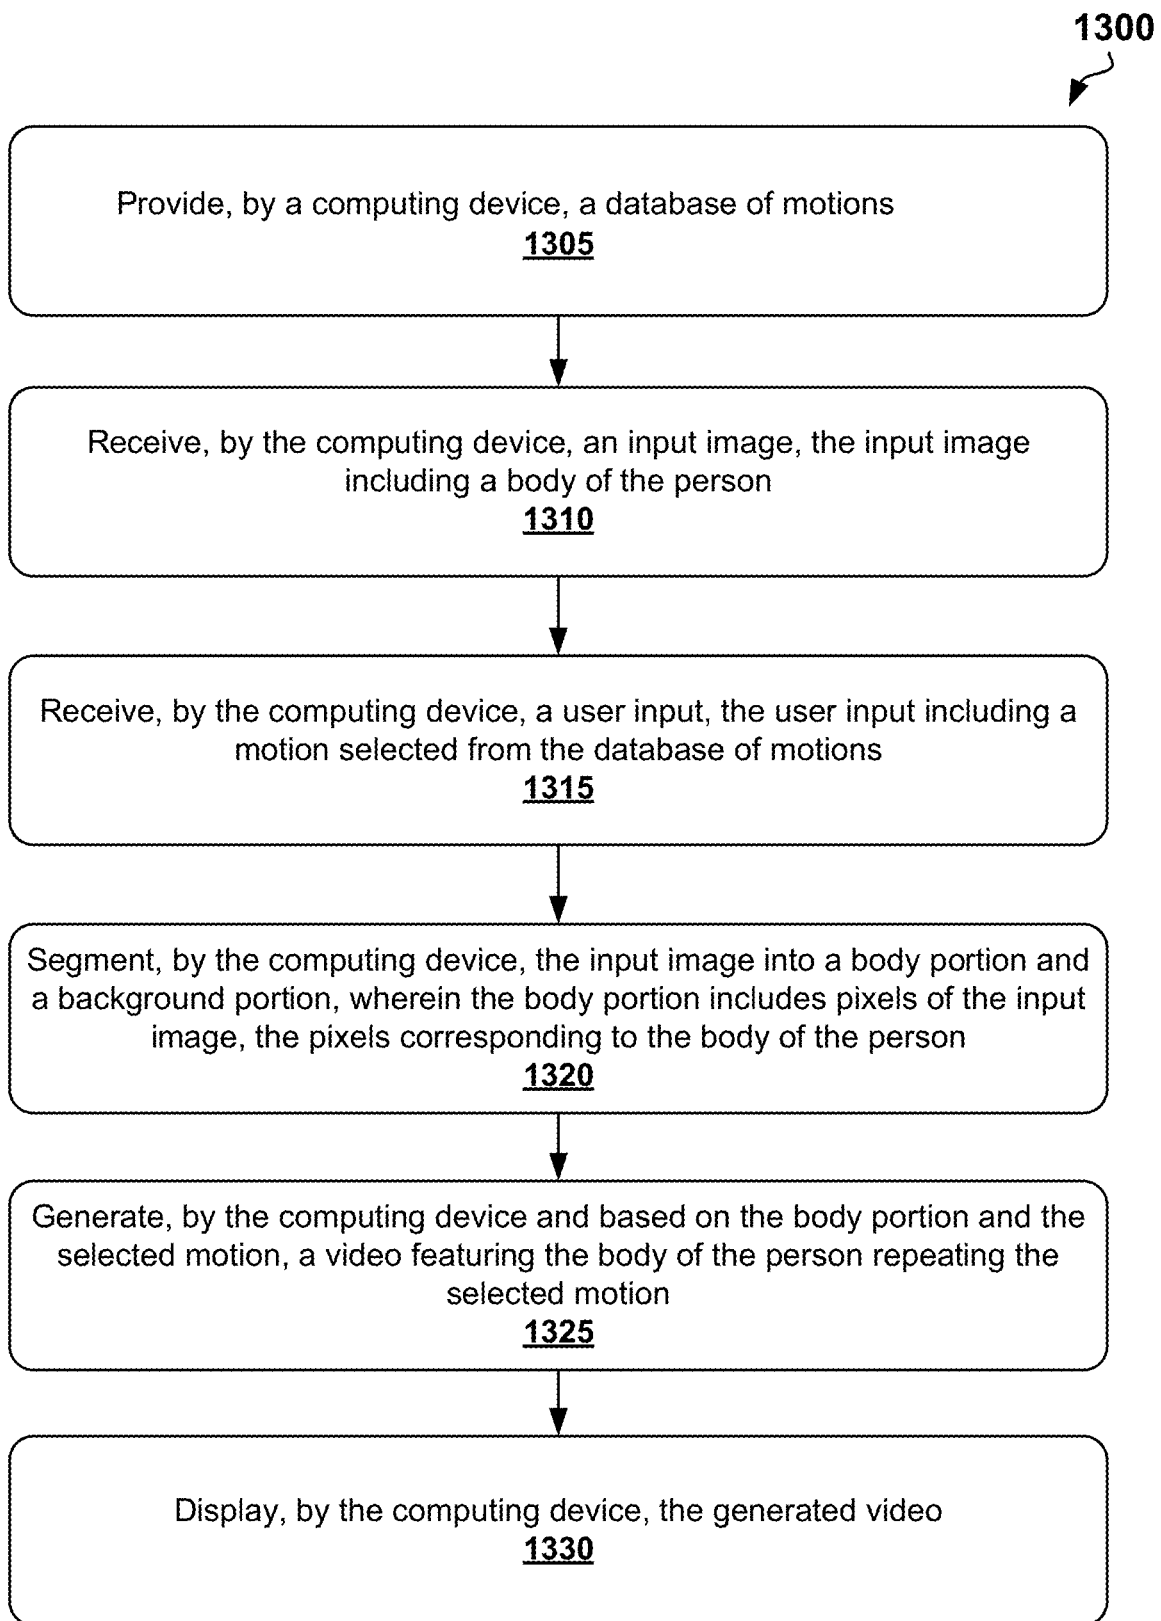 1300
Provide, by a computing device, a database of motions
1305
Receive, by the computing device, an input image, the input image
including a body of the person
1310
Receive, by the computing device, a user input, the user input including a
motion selected from the database of motions
1315
Segment, by the computing device, the input image into a body portion and
a background portion, wherein the body portion includes pixels of the input
image, the pixels corresponding to the body of the person
1320
Generate, by the computing device and based on the body portion and the
selected motion, a video featuring the body of the person repeating the
selected motion
1325
Display, by the computing device, the generated video
1330